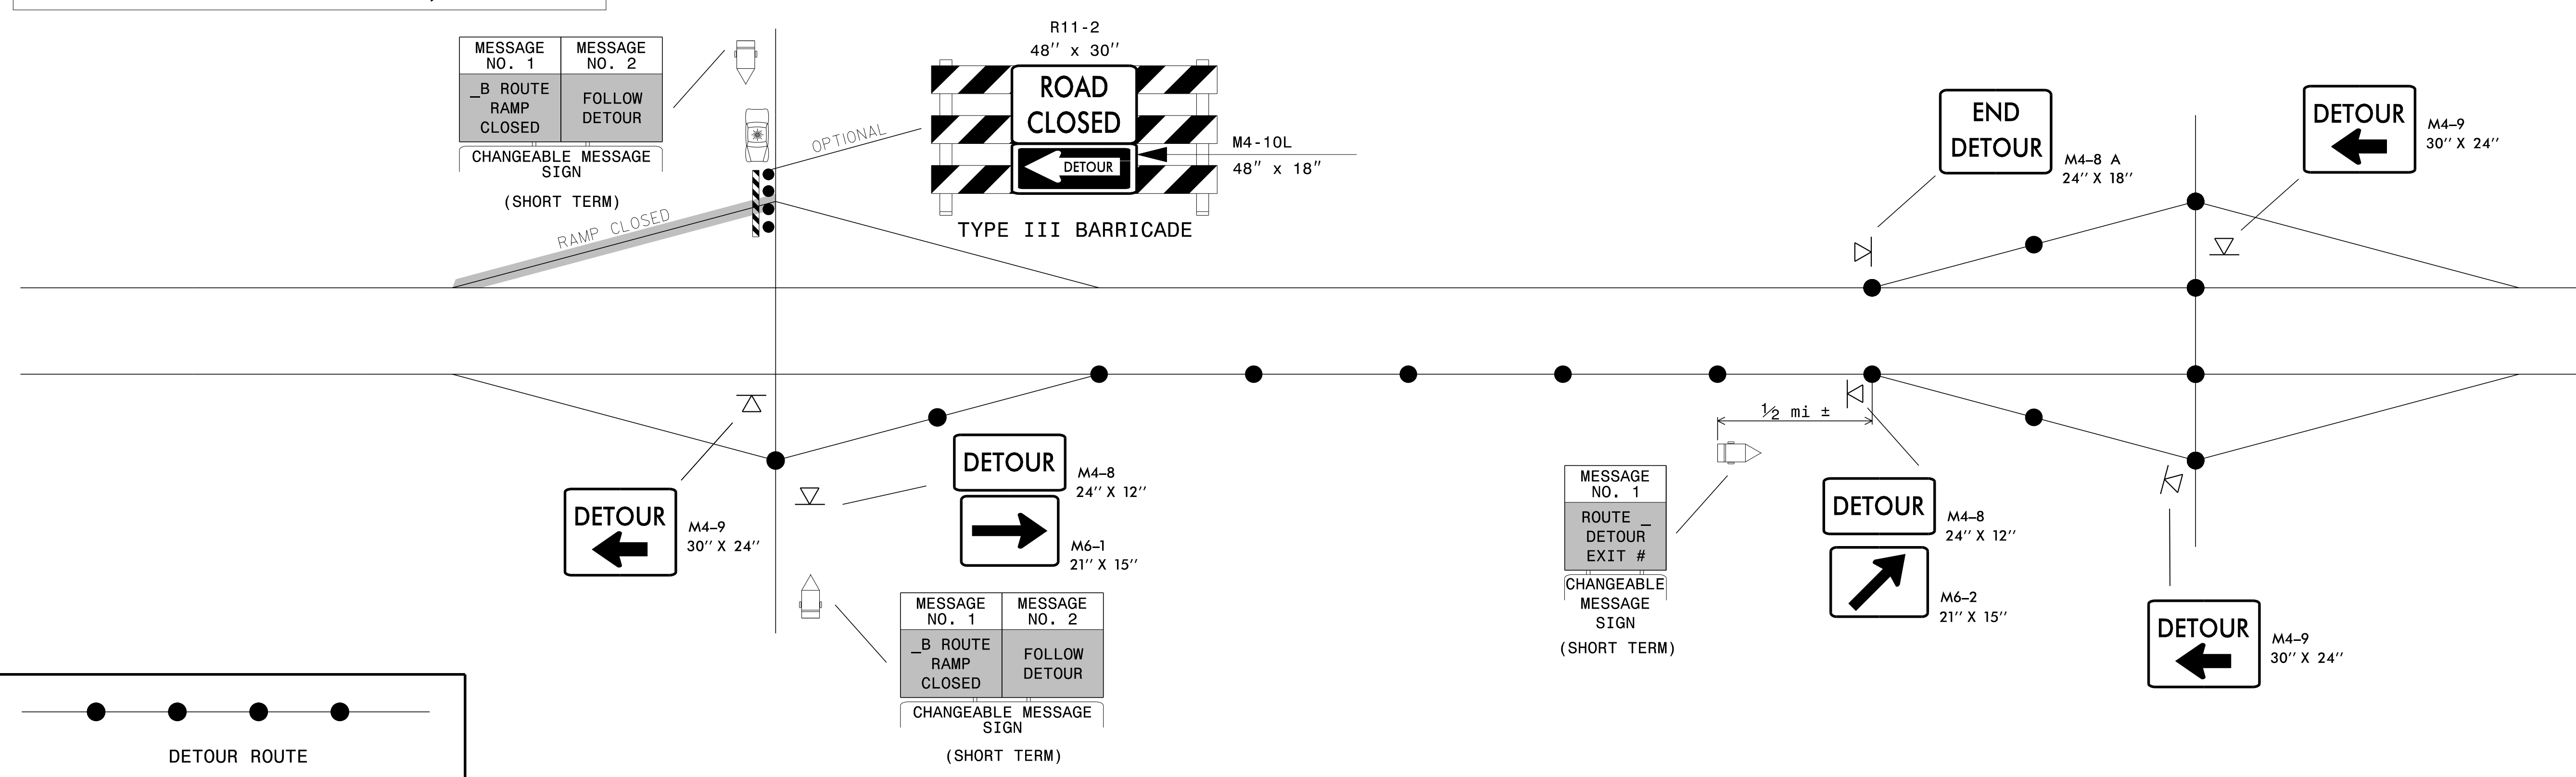 MESSAGE NO. 1
MESSAGE NO. 2
_B ROUTE
RAMP
CLOSED
FOLLOW
DETOUR
CHANGEABLE MESSAGE
SIGN
(SHORT TERM)
RAMP CLOSED
OPTIONAL
R11-2
48" x 30"
ROAD
CLOSED
DETOUR
M4-10L
48" x 18"
TYPE III BARRICADE
END
DETOUR
M4-8 A
24" X 18"
DETOUR
M4-9
30" X 24"
DETOUR
M4-9
30" X 24"
DETOUR
M4-8
24" X 12"
M6-1
21" X 15"
MESSAGE NO. 1
MESSAGE NO. 2
_B ROUTE
RAMP
CLOSED
FOLLOW
DETOUR
CHANGEABLE MESSAGE
SIGN
(SHORT TERM)
1/2 mi ±
MESSAGE
NO. 1
ROUTE _
DETOUR
EXIT #
CHANGEABLE
MESSAGE
SIGN
(SHORT TERM)
DETOUR
M4-8
24" X 12"
M6-2
21" X 15"
DETOUR
M4-9
30" X 24"
DETOUR ROUTE